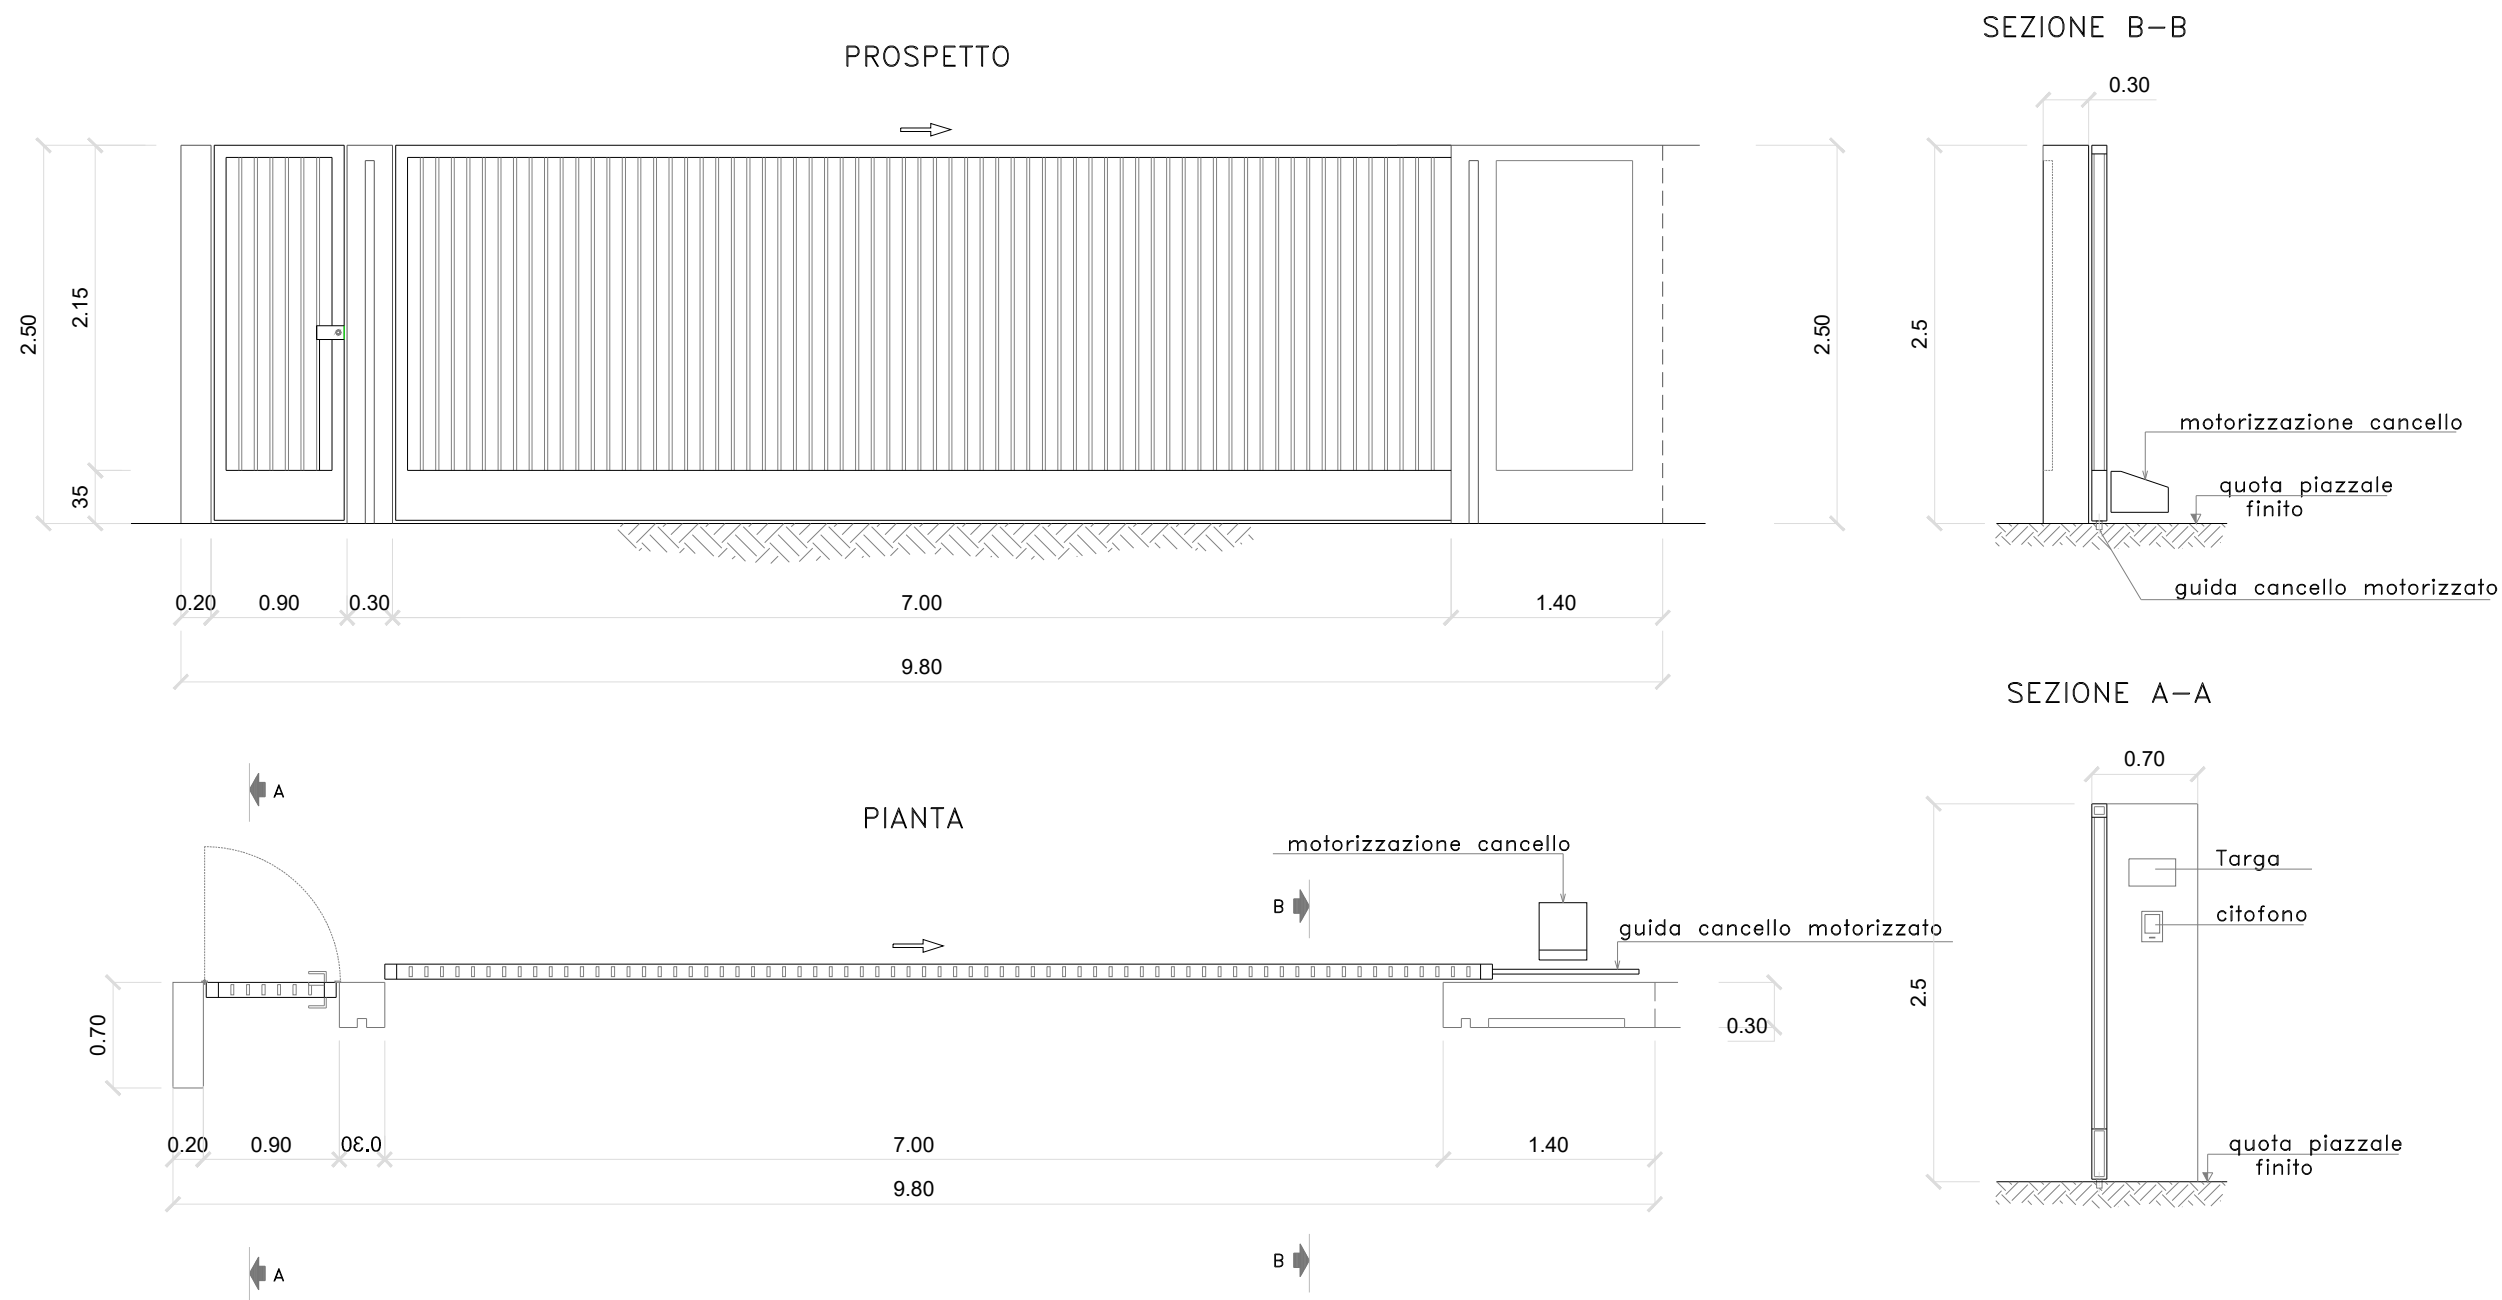 PROSPETTO
2.50
2.15
35
2.50
0.20
0.90
0.30
7.00
1.40
9.80
SEZIONE B-B
0.30
2.5
motorizzazione cancello
quota piazzale
finito
guida cancello motorizzato
PIANTA
A
motorizzazione cancello
B
guida cancello motorizzato
0.70
0.30
0.20
0.90
0.30
7.00
1.40
9.80
A
B
SEZIONE A-A
0.70
2.5
Targa
citofono
quota piazzale
finito